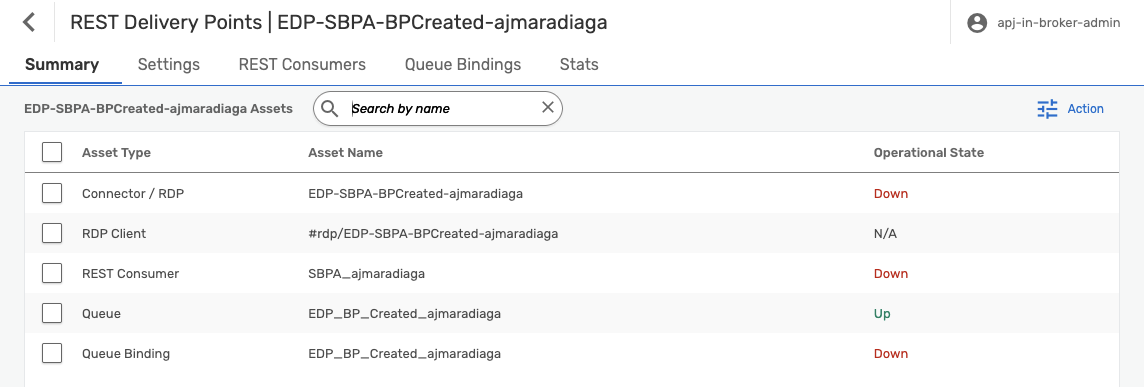 REST Delivery Points | EDP-SBPA-BPCreated-ajmaradiaga
apj-in-broker-admin
Summary Settings REST Consumers Queue Bindings Stats
EDP-SBPA-BPCreated-ajmaradiaga Assets Search by name Action
Asset Type Asset Name Operational State
Connector / RDP EDP-SBPA-BPCreated-ajmaradiaga Down
RDP Client #rdp/EDP-SBPA-BPCreated-ajmaradiaga N/A
REST Consumer SBPA_ajmaradiaga Down
Queue EDP_BP_Created_ajmaradiaga Up
Queue Binding EDP_BP_Created_ajmaradiaga Down